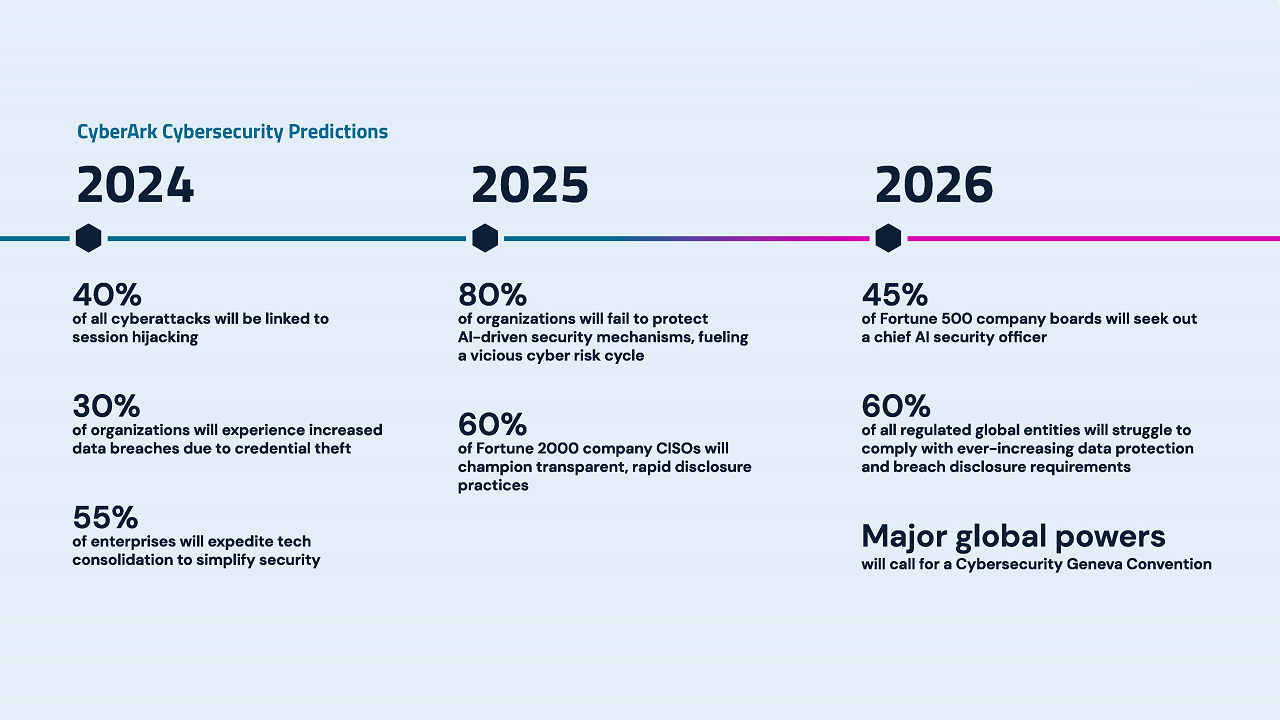 CyberArk Cybersecurity Predictions
2024
40%
of all cyberattacks will be linked to
session hijacking
30%
of organizations will experience increased
data breaches due to credential theft
55%
of enterprises will expedite tech
consolidation to simplify security
2025
80%
of organizations will fail to protect
AI-driven security mechanisms, fueling
a vicious cyber risk cycle
60%
of Fortune 2000 company CISOs will
champion transparent, rapid disclosure
practices
2026
45%
of Fortune 500 company boards will seek out
a chief AI security officer
60%
of all regulated global entities will struggle to
comply with ever-increasing data protection
and breach disclosure requirements
Major global powers
will call for a Cybersecurity Geneva Convention